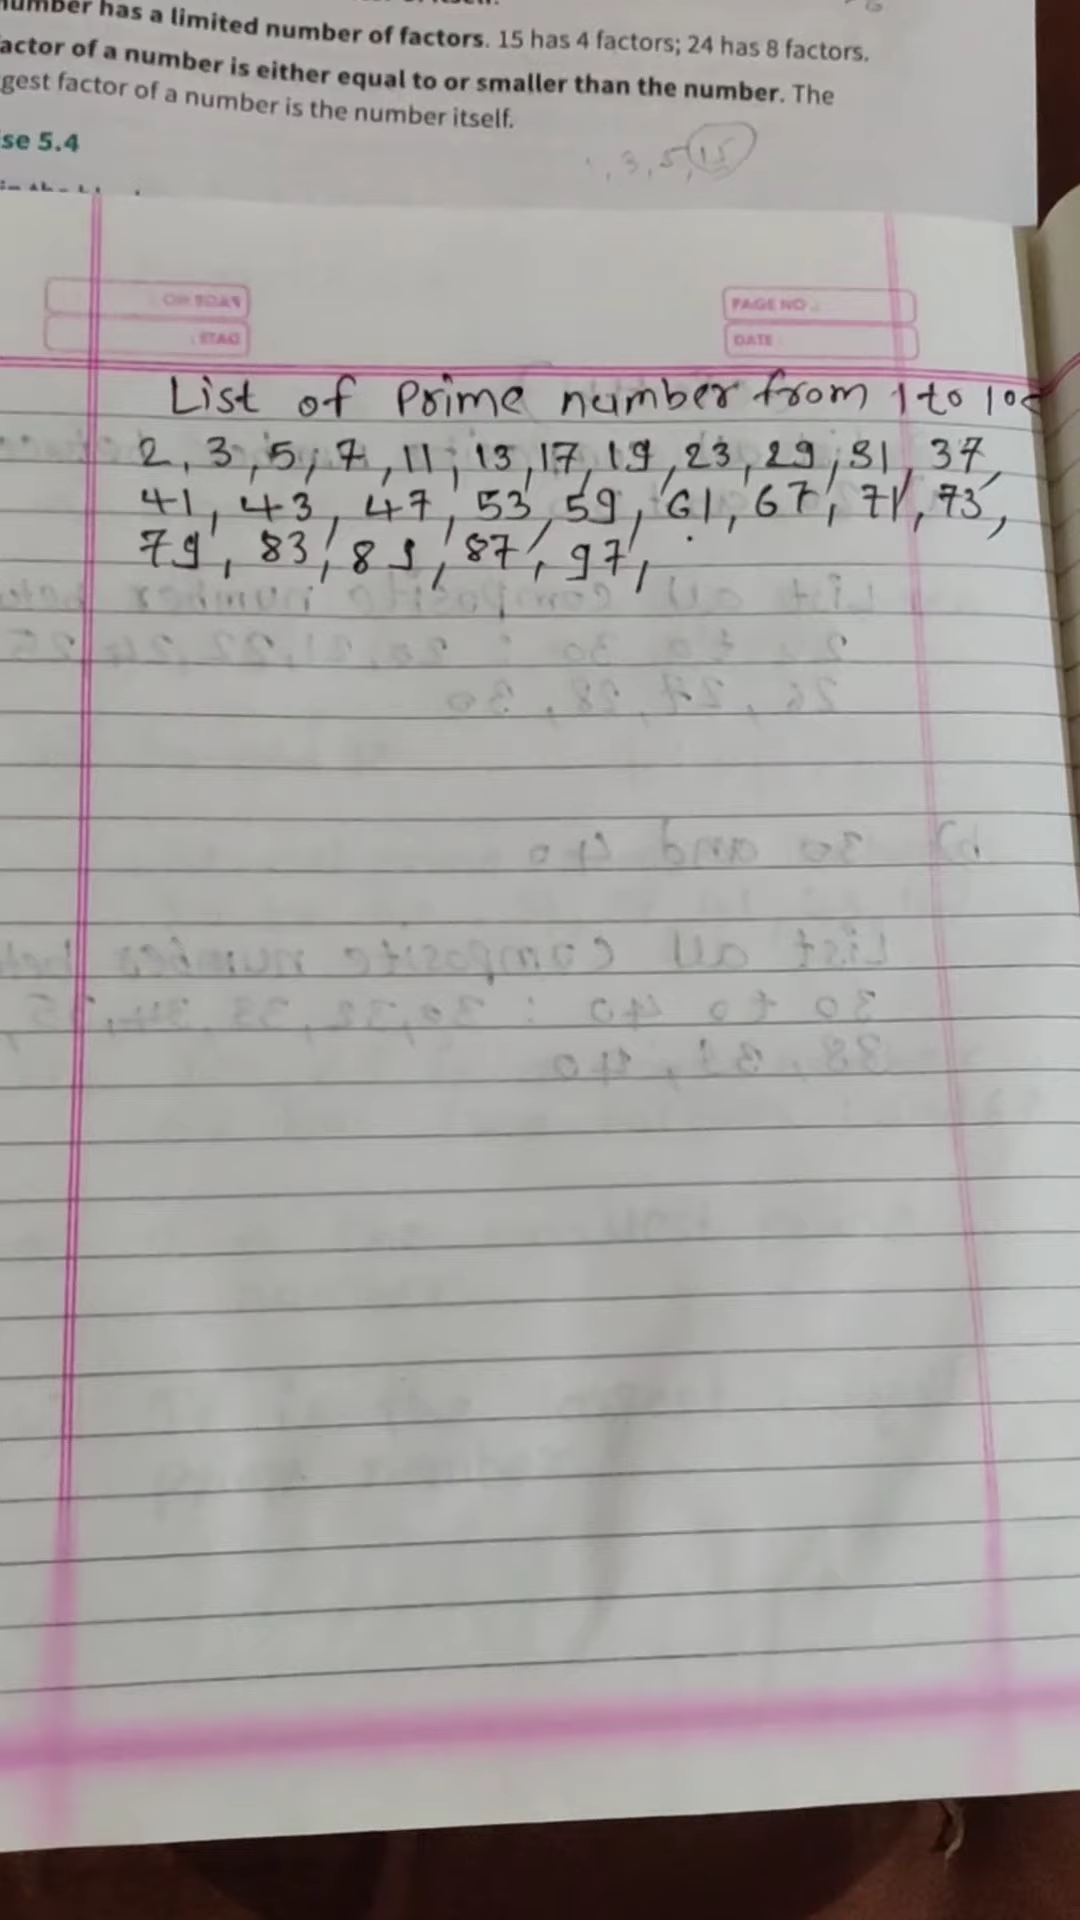 number has a limited number of factors. 15 has 4 factors; 24 has 8 factors.
actor of a number is either equal to or smaller than the number. The
gest factor of a number is the number itself.
se 5.4
3, 5, 15
PAGE NO.:
DATE:
List of Prime number from 1 to 10
2, 3, 5, 7, 11, 13, 17, 19, 23, 29, 31, 37,
41, 43, 47, 53, 59, 61, 67, 71, 73,
79, 83, 89, 87, 97,